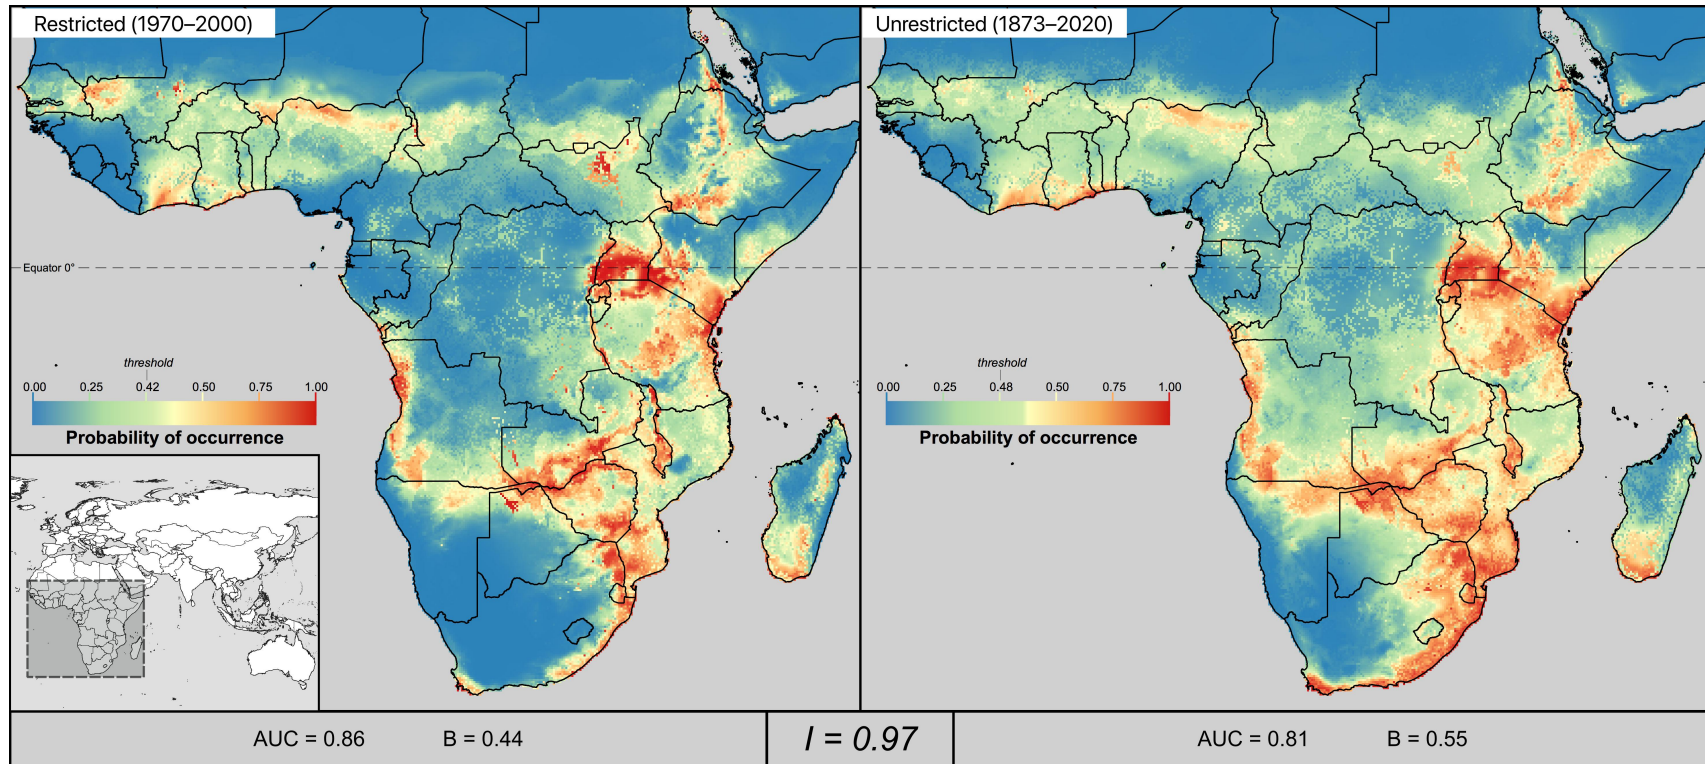 Restricted (1970–2000)
Unrestricted (1873–2020)
Equator 0°
threshold
0.00 0.25 0.42 0.50 0.75 1.00
Probability of occurrence
threshold
0.00 0.25 0.48 0.50 0.75 1.00
Probability of occurrence
AUC = 0.86 B = 0.44
I = 0.97
AUC = 0.81 B = 0.55